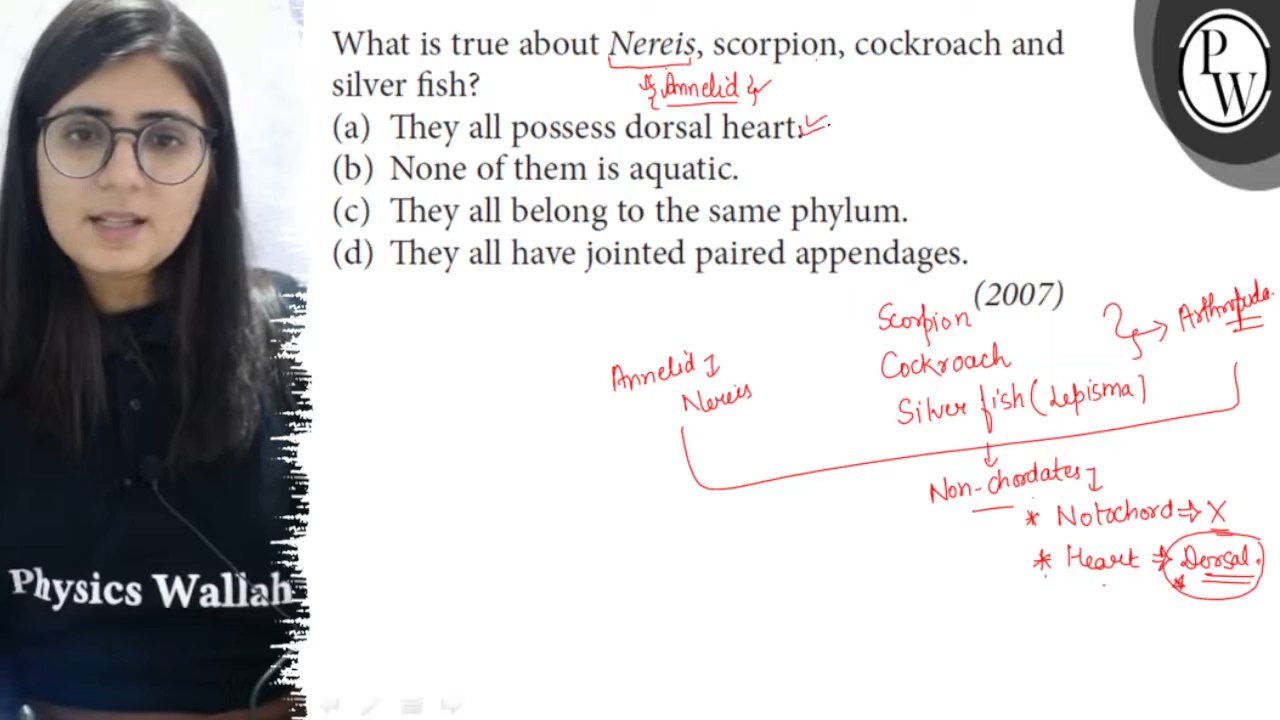 What is true about Nereis, scorpion, cockroach and
silver fish?
{Annelid}
(a) They all possess dorsal heart.
(b) None of them is aquatic.
(c) They all belong to the same phylum.
(d) They all have jointed paired appendages.
(2007)
Scorpion
Cockroach
Silver fish (Lepisma)
Arthropoda.
Annelid
Nereis
Non-chordates
* Notochord ⇒ X
* Heart ⇒ Dorsal.
P
W
Physics Wallah